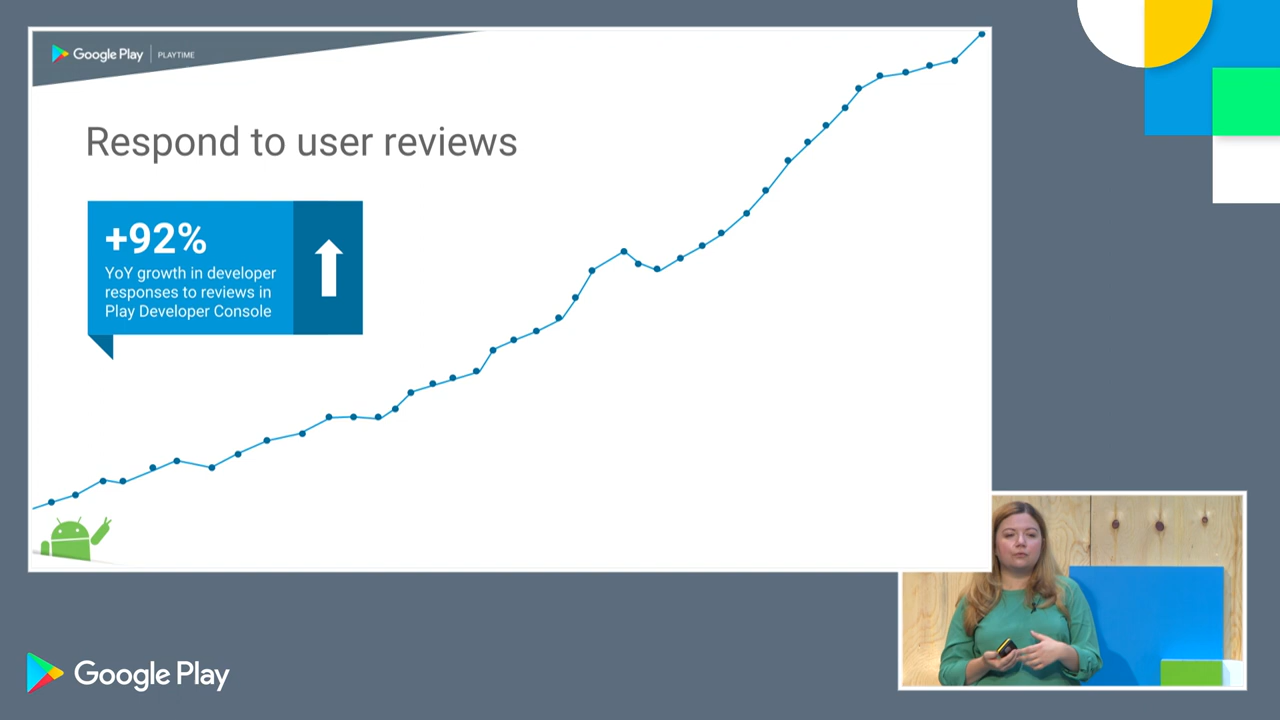 Google Play | PLAYTIME
Respond to user reviews
+92%
YoY growth in developer
responses to reviews in
Play Developer Console
Google Play